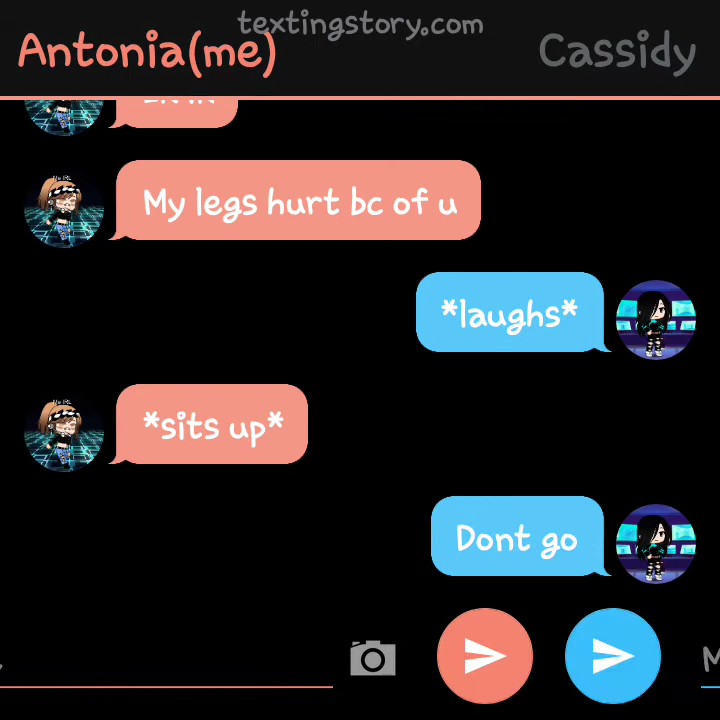 textingstory.com
Antonia(me)
Cassidy
My legs hurt bc of u
*laughs*
*sits up*
Dont go